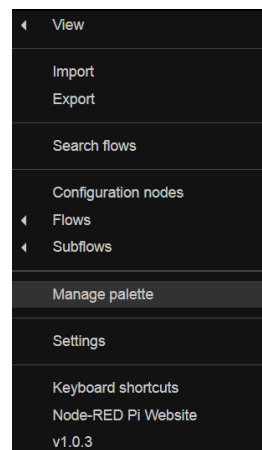 View
Import
Export
Search flows
Configuration nodes
Flows
Subflows
Manage palette
Settings
Keyboard shortcuts
Node-RED Pi Website
v1.0.3